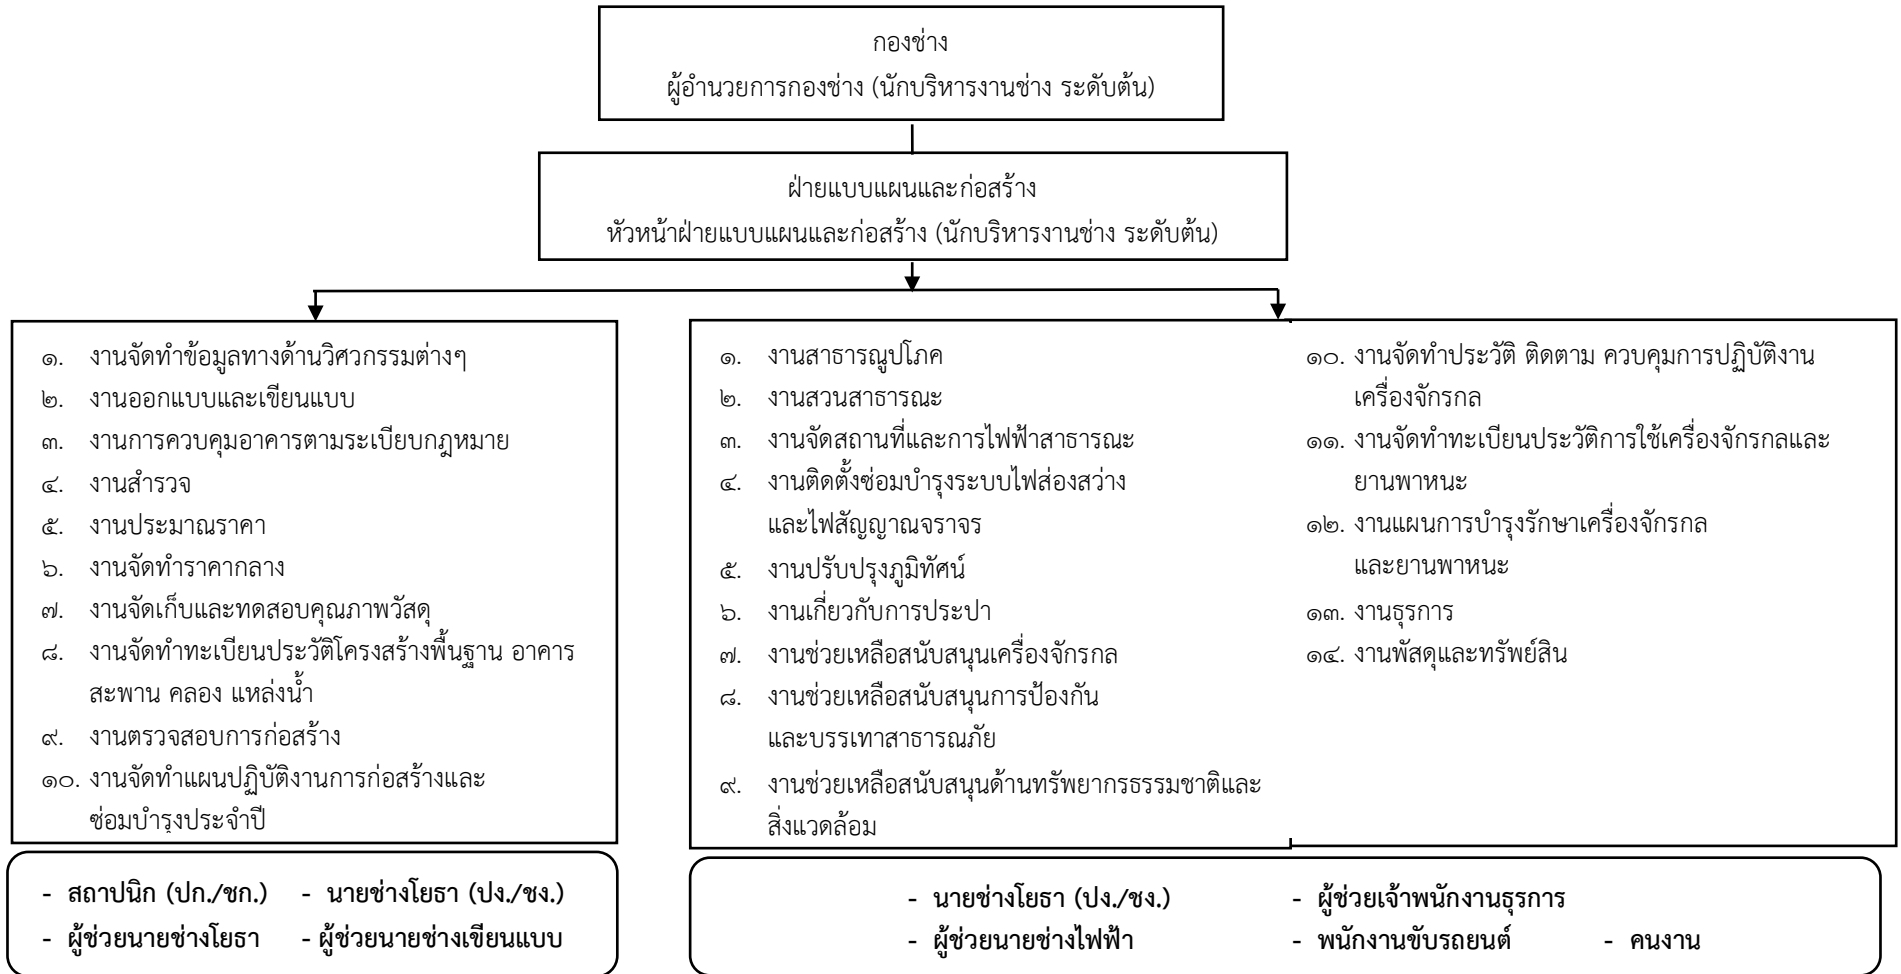 กองช่าง
ผู้อำนวยการกองช่าง (นักบริหารงานช่าง ระดับต้น)
ฝ่ายแบบแผนและก่อสร้าง
หัวหน้าฝ่ายแบบแผนและก่อสร้าง (นักบริหารงานช่าง ระดับต้น)
๑. งานจัดทำข้อมูลทางด้านวิศวกรรมต่างๆ
๒. งานออกแบบและเขียนแบบ
๓. งานการควบคุมอาคารตามระเบียบกฎหมาย
๔. งานสำรวจ
๕. งานประมาณราคา
๖. งานจัดทำราคากลาง
๗. งานจัดเก็บและทดสอบคุณภาพวัสดุ
๘. งานจัดทำทะเบียนประวัติโครงสร้างพื้นฐาน อาคาร
สะพาน คลอง แหล่งน้ำ
๙. งานตรวจสอบการก่อสร้าง
๑๐. งานจัดทำแผนปฏิบัติงานการก่อสร้างและ
ซ่อมบำรุงประจำปี
๑. งานสาธารณูปโภค
๒. งานสวนสาธารณะ
๓. งานจัดสถานที่และการไฟฟ้าสาธารณะ
๔. งานติดตั้งซ่อมบำรุงระบบไฟส่องสว่าง
และไฟสัญญาณจราจร
๕. งานปรับปรุงภูมิทัศน์
๖. งานเกี่ยวกับการประปา
๗. งานช่วยเหลือสนับสนุนเครื่องจักรกล
๘. งานช่วยเหลือสนับสนุนการป้องกัน
และบรรเทาสาธารณภัย
๙. งานช่วยเหลือสนับสนุนด้านทรัพยากรธรรมชาติและ
สิ่งแวดล้อม
๑๐. งานจัดทำประวัติ ติดตาม ควบคุมการปฏิบัติงาน
เครื่องจักรกล
๑๑. งานจัดทำทะเบียนประวัติการใช้เครื่องจักรกลและ
ยานพาหนะ
๑๒. งานแผนการบำรุงรักษาเครื่องจักรกล
และยานพาหนะ
๑๓. งานธุรการ
๑๔. งานพัสดุและทรัพย์สิน
- สถาปนิก (ปก./ชก.) - นายช่างโยธา (ปง./ชง.)
- ผู้ช่วยนายช่างโยธา - ผู้ช่วยนายช่างเขียนแบบ
- นายช่างโยธา (ปง./ชง.) - ผู้ช่วยเจ้าพนักงานธุรการ
- ผู้ช่วยนายช่างไฟฟ้า - พนักงานขับรถยนต์ - คนงาน